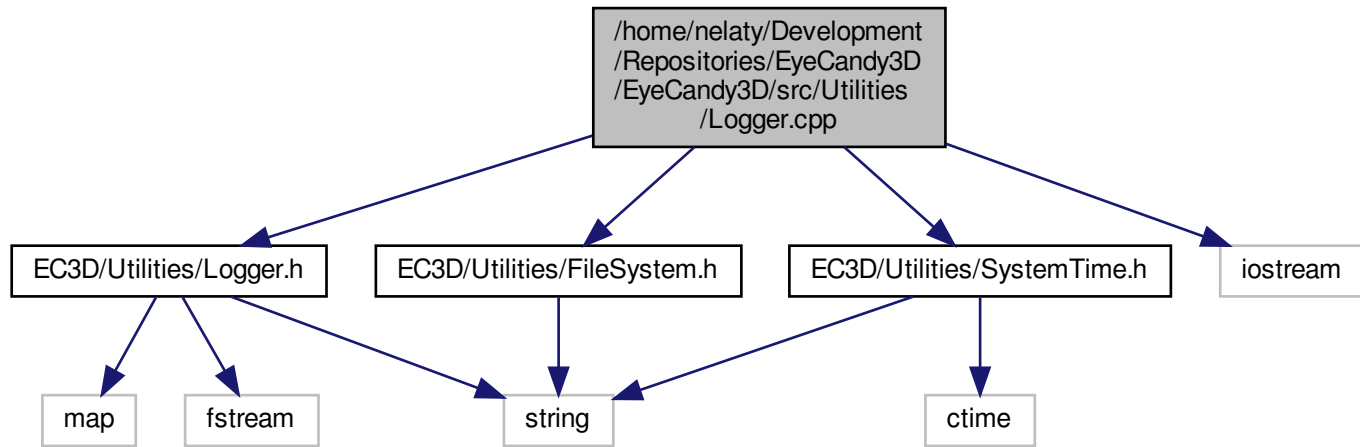 /home/nelaty/Development
/Repositories/EyeCandy3D
/EyeCandy3D/src/Utilities
/Logger.cpp
EC3D/Utilities/Logger.h
EC3D/Utilities/FileSystem.h
EC3D/Utilities/SystemTime.h
iostream
map
fstream
string
ctime